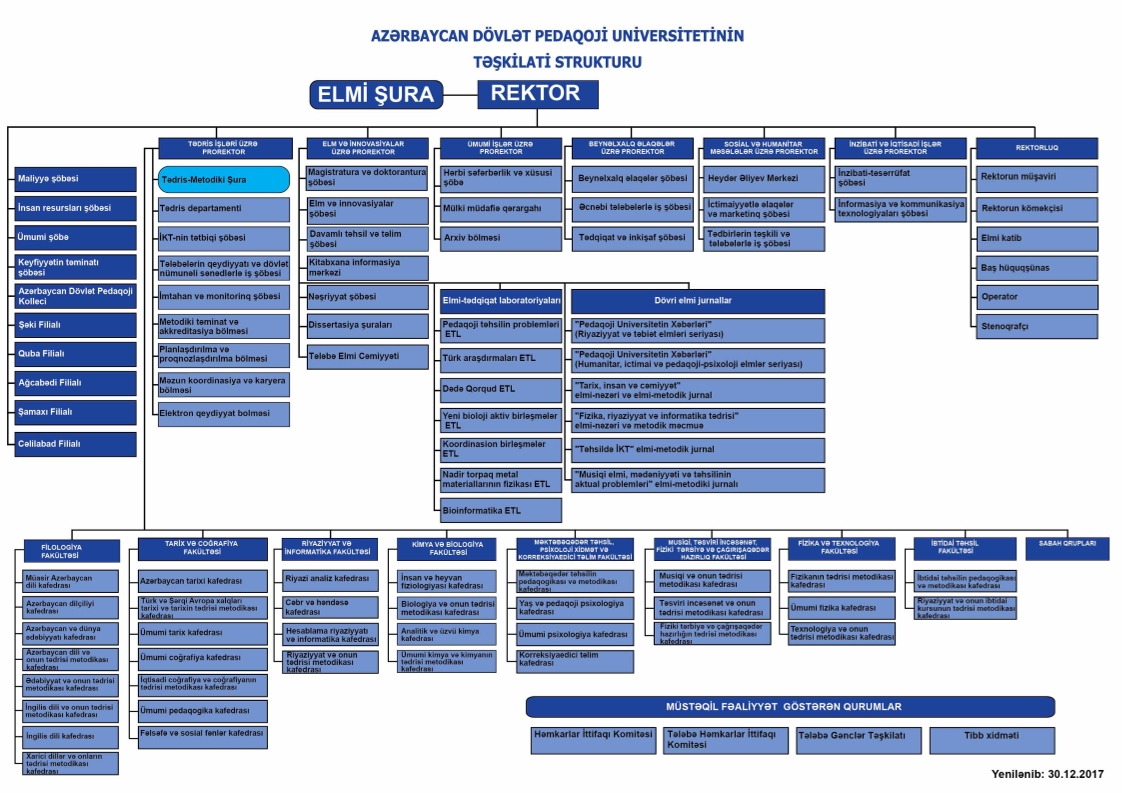 AZƏRBAYCAN DÖVLƏT PEDAQOJİ UNİVERSİTETİNİN
TƏŞKİLATİ STRUKTURU
ELMİ ŞURA
REKTOR
Maliyyə şöbəsi
İnsan resursları şöbəsi
Ümumi şöbə
Keyfiyyətin təminatı
şöbəsi
Azərbaycan Dövlət Pedaqoji
Kolleci
Şəki Filialı
Quba Filialı
Ağcabədi Filialı
Şamaxı Filialı
Cəlilabad Filialı
TƏDRİS İŞLƏRİ ÜZRƏ
PROREKTOR
Tədris-Metodiki Şura
Tədris departamenti
İKT-nin tətbiqi şöbəsi
Tələbələrin qeydiyyatı və dövlət
nümunəli sənədlərlə iş şöbəsi
İmtahan və monitorinq şöbəsi
Metodiki təminat və
akkreditasiya bölməsi
Planlaşdırılma və
proqnozlaşdırılma bölməsi
Məzun koordinasiya və karyera
bölməsi
Elektron qeydiyyat bolməsi
ELM VƏ İNNOVASİYALAR
ÜZRƏ PROREKTOR
Magistratura və doktorantura
şöbəsi
Elm və innovasiyalar
şöbəsi
Davamlı təhsil və təlim
şöbəsi
Kitabxana informasiya
mərkəzi
Nəşriyyat şöbəsi
Dissertasiya şuraları
Tələbə Elmi Cəmiyyəti
ÜMUMİ İŞLƏR ÜZRƏ
PROREKTOR
Hərbi səfərbərlik və xüsusi
şöbə
Mülki müdafiə qərargahı
Arxiv bölməsi
BEYNƏLXALQ ƏLAQƏLƏR
ÜZRƏ PROREKTOR
Beynəlxalq əlaqələr şöbəsi
Əcnəbi tələbələrlə iş şöbəsi
Tədqiqat və inkişaf şöbəsi
SOSİAL VƏ HUMANITAR
MƏSƏLƏLƏR ÜZRƏ PROREKTOR
Heydər Əliyev Mərkəzi
İctimaiyyətlə əlaqələr
və marketinq şöbəsi
Tədbirlərin təşkili və
tələbələrlə iş şöbəsi
İNZİBATİ VƏ İQTİSADİ İŞLƏR
ÜZRƏ PROREKTOR
İnzibati-təsərrüfat
şöbəsi
İnformasiya və kommunikasiya
texnologiyaları şöbəsi
REKTORLUQ
Rektorun müşaviri
Rektorun köməkçisi
Elmi katib
Baş hüquqşünas
Operator
Stenoqrafçı
Elmi-tədqiqat laboratoriyaları
Pedaqoji təhsilin problemləri
ETL
Türk araşdırmaları ETL
Dədə Qorqud ETL
Yeni bioloji aktiv birləşmələr
ETL
Koordinasion birləşmələr
ETL
Nadir torpaq metal
materiallarının fizikası ETL
Bioinformatika ETL
Dövri elmi jurnallar
"Pedaqoji Universitetin Xəbərləri"
(Riyaziyyat və təbiət elmləri seriyası)
"Pedaqoji Universitetin Xəbərləri"
(Humanitar, ictimai və pedaqoji-psixoloji elmlər seriyası)
"Tarix, insan və cəmiyyət"
elmi-nəzəri və elmi-metodik jurnal
"Fizika, riyaziyyat və informatika tədrisi"
elmi-nəzəri və metodik məcmuə
"Təhsildə İKT" elmi-metodik jurnal
"Musiqi elmi, mədəniyyəti və təhsilinin
aktual problemləri" elmi-metodiki jurnalı
FİLOLOGİYA
FAKÜLTƏSİ
Müasir Azərbaycan
dili kafedrası
Azərbaycan dilçiliyi
kafedrası
Azərbaycan və dünya
ədəbiyyatı kafedrası
Azərbaycan dili və
onun tədrisi metodikası
kafedrası
Ədəbiyyat və onun tədrisi
metodikası kafedrası
İngilis dili və onun tədrisi
metodikası kafedrası
İngilis dili kafedrası
Xarici dillər və onların
tədrisi metodikası
kafedrası
TARİX VƏ COĞRAFİYA
FAKÜLTƏSİ
Azərbaycan tarixi kafedrası
Türk və Şərqi Avropa xalqları
tarixi və tarixin tədrisi metodikası
kafedrası
Ümumi tarix kafedrası
Ümumi coğrafiya kafedrası
İqtisadi coğrafiya və coğrafiyanın
tədrisi metodikası kafedrası
Ümumi pedaqogika kafedrası
Fəlsəfə və sosial fənlər kafedrası
RİYAZİYYAT VƏ
İNFORMATİKA FAKÜLTƏSİ
Riyazi analiz kafedrası
Cəbr və həndəsə
kafedrası
Hesablama riyaziyyatı
və informatika kafedrası
Riyaziyyat və onun
tədrisi metodikası
kafedrası
KİMYA VƏ BİOLOGİYA
FAKÜLTƏSİ
İnsan və heyvan
fiziologiyası kafedrası
Biologiya və onun tədrisi
metodikası kafedrası
Analitik və üzvü kimya
kafedrası
Ümumi kimya və kimyanın
tədrisi metodikası
kafedrası
MƏKTƏBƏQƏDƏR TƏHSİL,
PSİXOLOJİ XİDMƏT VƏ
KORREKSİYAEDİCİ TƏLİM FAKÜLTƏSİ
Məktəbəqədər təhsilin
pedaqogikası və metodikası
kafedrası
Yaş və pedaqoji psixologiya
kafedrası
Ümumi psixologiya kafedrası
Korreksiyaedici təlim
kafedrası
MUSİQİ, TƏSVİRİ İNCƏSƏNƏT,
FİZİKİ TƏRBİYƏ VƏ ÇAĞIRIŞAQƏDƏR
HAZIRLIQ FAKÜLTƏSİ
Musiqi və onun tədrisi
metodikası kafedrası
Təsviri incəsənət və onun
tədrisi metodikası kafedrası
Fiziki tərbiyə və çağırışaqədər
hazırlığın tədrisi metodikası
kafedrası
FİZİKA VƏ TEXNOLOGİYA
FAKÜLTƏSİ
Fizikanın tədrisi metodikası
kafedrası
Ümumi fizika kafedrası
Texnologiya və onun
tədrisi metodikası kafedrası
İBTİDAİ TƏHSİL
FAKÜLTƏSİ
İbtidai təhsilin pedaqogikası
və metodikası kafedrası
Riyaziyyat və onun ibtidai
kursunun tədrisi metodikası
kafedrası
SABAH QRUPLARI
MÜSTƏQİL FƏALİYYƏT GÖSTƏRƏN QURUMLAR
Həmkarlar İttifaqı Komitəsi
Tələbə Həmkarlar İttifaqı
Komitəsi
Tələbə Gənclər Təşkilatı
Tibb xidməti
Yenilənib: 30.12.2017